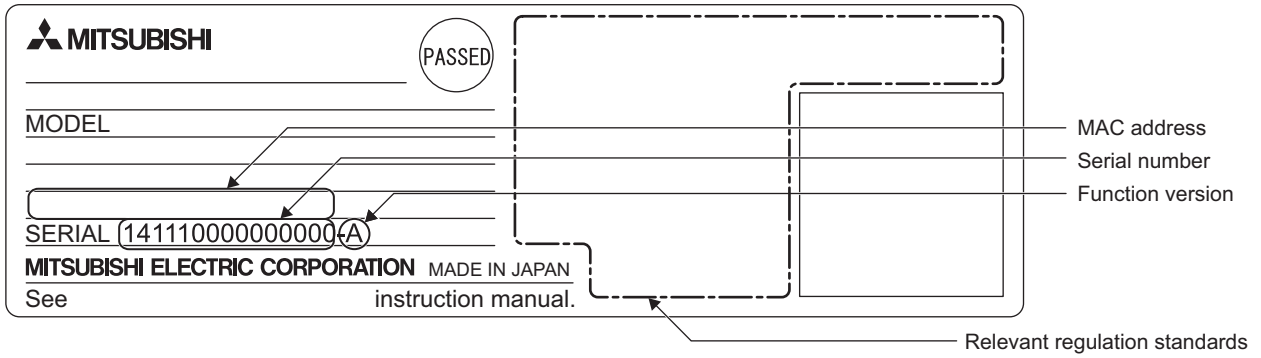 MITSUBISHI
PASSED
MODEL
MAC address
Serial number
Function version
SERIAL 141110000000000-A
MITSUBISHI ELECTRIC CORPORATION MADE IN JAPAN
See instruction manual.
Relevant regulation standards